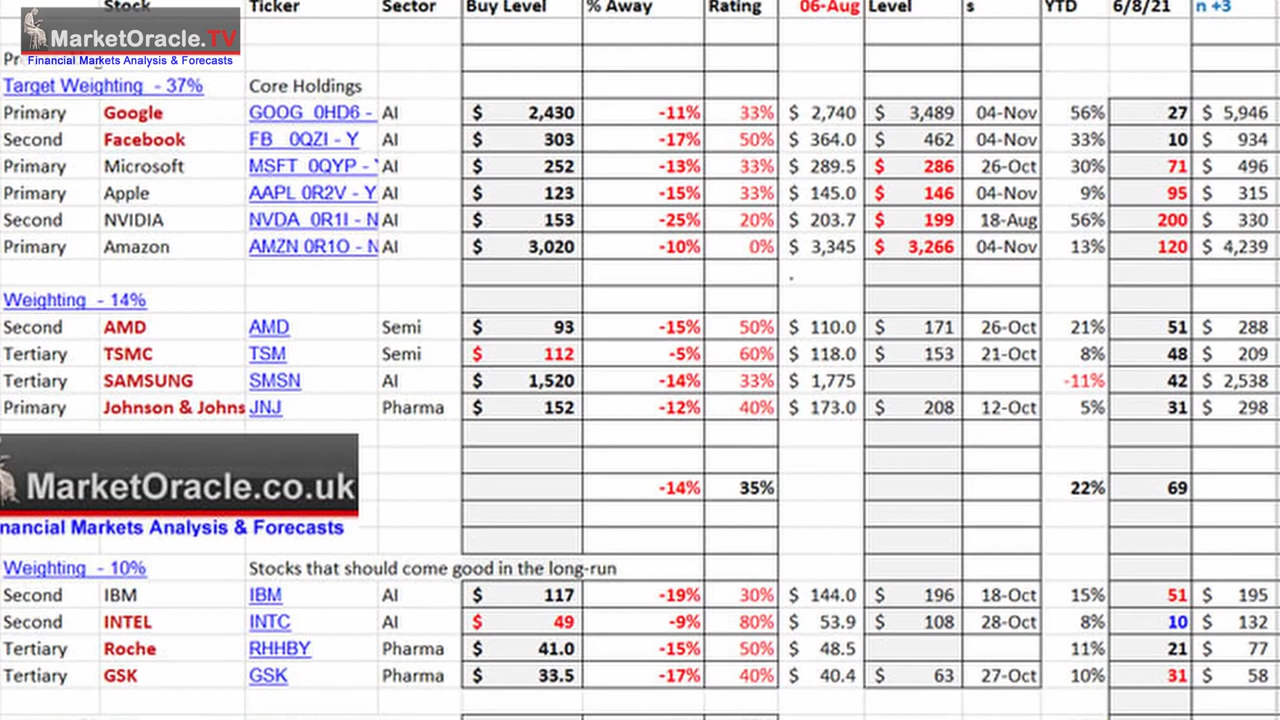 Stock Ticker Sector Buy Level % Away Rating 06-Aug Level s YTD 6/8/21 n +3
MarketOracle.TV
Financial Markets Analysis & Forecasts
Target Weighting - 37% Core Holdings
Primary Google GOOG 0HD6 - AI $ 2,430 -11% 33% $ 2,740 $ 3,489 04-Nov 56% 27 $ 5,946
Second Facebook FB 0QZI - Y AI $ 303 -17% 50% $ 364.0 $ 462 04-Nov 33% 10 $ 934
Primary Microsoft MSFT 0QYP - AI $ 252 -13% 33% $ 289.5 $ 286 26-Oct 30% 71 $ 496
Primary Apple AAPL 0R2V - Y AI $ 123 -15% 33% $ 145.0 $ 146 04-Nov 9% 95 $ 315
Second NVIDIA NVDA 0R1I - N AI $ 153 -25% 20% $ 203.7 $ 199 18-Aug 56% 200 $ 330
Primary Amazon AMZN 0R1O - N AI $ 3,020 -10% 0% $ 3,345 $ 3,266 04-Nov 13% 120 $ 4,239
Weighting - 14%
Second AMD AMD Semi $ 93 -15% 50% $ 110.0 $ 171 26-Oct 21% 51 $ 288
Tertiary TSMC TSM Semi $ 112 -5% 60% $ 118.0 $ 153 21-Oct 8% 48 $ 209
Tertiary SAMSUNG SMSN AI $ 1,520 -14% 33% $ 1,775 -11% 42 $ 2,538
Primary Johnson & Johns JNJ Pharma $ 152 -12% 40% $ 173.0 $ 208 12-Oct 5% 31 $ 298
MarketOracle.co.uk -14% 35% 22% 69
nancial Markets Analysis & Forecasts
Weighting - 10% Stocks that should come good in the long-run
Second IBM IBM AI $ 117 -19% 30% $ 144.0 $ 196 18-Oct 15% 51 $ 195
Second INTEL INTC AI $ 49 -9% 80% $ 53.9 $ 108 28-Oct 8% 10 $ 132
Tertiary Roche RHHBY Pharma $ 41.0 -15% 50% $ 48.5 11% 21 $ 77
Tertiary GSK GSK Pharma $ 33.5 -17% 40% $ 40.4 $ 63 27-Oct 10% 31 $ 58